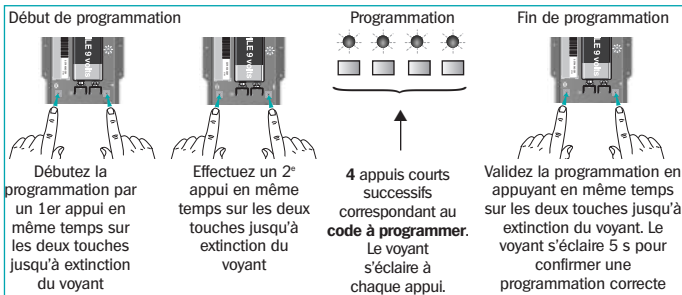 Début de programmation
Programmation
Fin de programmation
LE 9 volts
LE 9 volts
LE 9 volts
Débutez la
programmation par
un 1er appui en
même temps sur
les deux touches
jusqu'à extinction
du voyant
Effectuez un 2e
appui en même
temps sur les deux
touches jusqu'à
extinction du
voyant
4 appuis courts
successifs
correspondant au
code à programmer.
Le voyant
s'éclaire à
chaque appui.
Validez la programmation en
appuyant en même temps
sur les deux touches jusqu'à
extinction du voyant. Le
voyant s'éclaire 5 s pour
confirmer une
programmation correcte